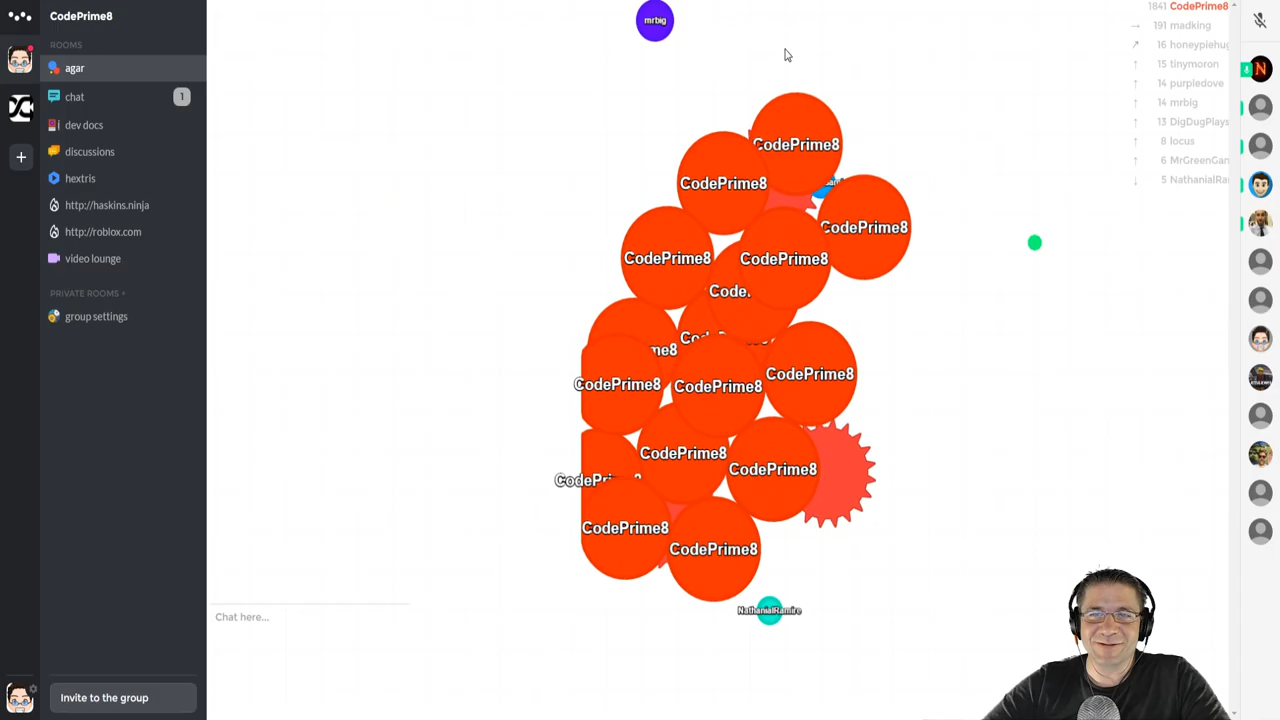 CodePrime8
ROOMS
agar
chat
1
dev docs
discussions
hextris
http://haskins.ninja
http://roblox.com
video lounge
PRIVATE ROOMS +
group settings
Invite to the group
Chat here...
mrbig
CodePrime8
CodePrime8
CodePrime8
CodePrime8
CodePrime8
Code.
me8
CodePrime8
CodePrime8
CodePrime8
CodePrime8
CodePrime8
CodePrime8
CodePrime8
NathanialRamire
1841 CodePrime8
→ 191 madking
↗ 16 honeypiehug
↑ 15 tinymoron
↑ 14 purpledove
↑ 14 mrbig
↑ 13 DigDugPlays
↑ 8 locus
↑ 6 MrGreenGan
↓ 5 NathanialRa
N